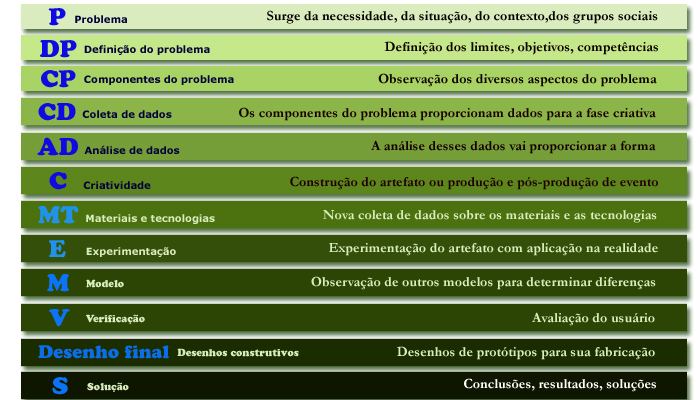 P Problema Surge da necessidade, da situação, do contexto,dos grupos sociais
DP Definição do problema Definição dos limites, objetivos, competências
CP Componentes do problema Observação dos diversos aspectos do problema
CD Coleta de dados Os componentes do problema proporcionam dados para a fase criativa
AD Análise de dados A análise desses dados vai proporcionar a forma
C Criatividade Construção do artefato ou produção e pós-produção de evento
MT Materiais e tecnologias Nova coleta de dados sobre os materiais e as tecnologias
E Experimentação Experimentação do artefato com aplicação na realidade
M Modelo Observação de outros modelos para determinar diferenças
V Verificação Avaliação do usuário
Desenho final Desenhos construtivos Desenhos de protótipos para sua fabricação
S Solução Conclusões, resultados, soluções